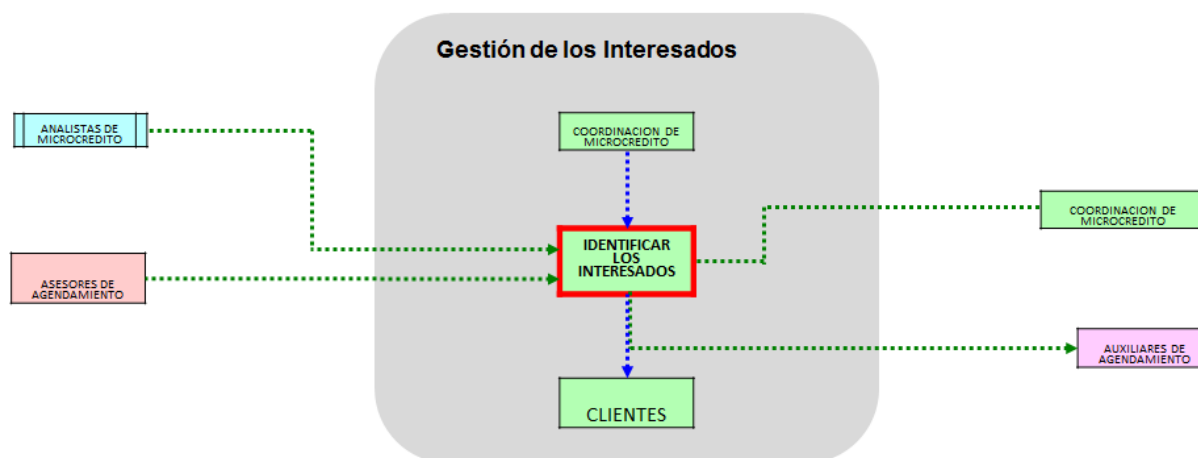 Gestión de los Interesados
ANALISTAS DE
MICROCREDITO
COORDINACION DE
MICROCREDITO
COORDINACION DE
MICROCREDITO
IDENTIFICAR
LOS
INTERESADOS
ASESORES DE
AGENDAMIENTO
AUXILIARES DE
AGENDAMIENTO
CLIENTES